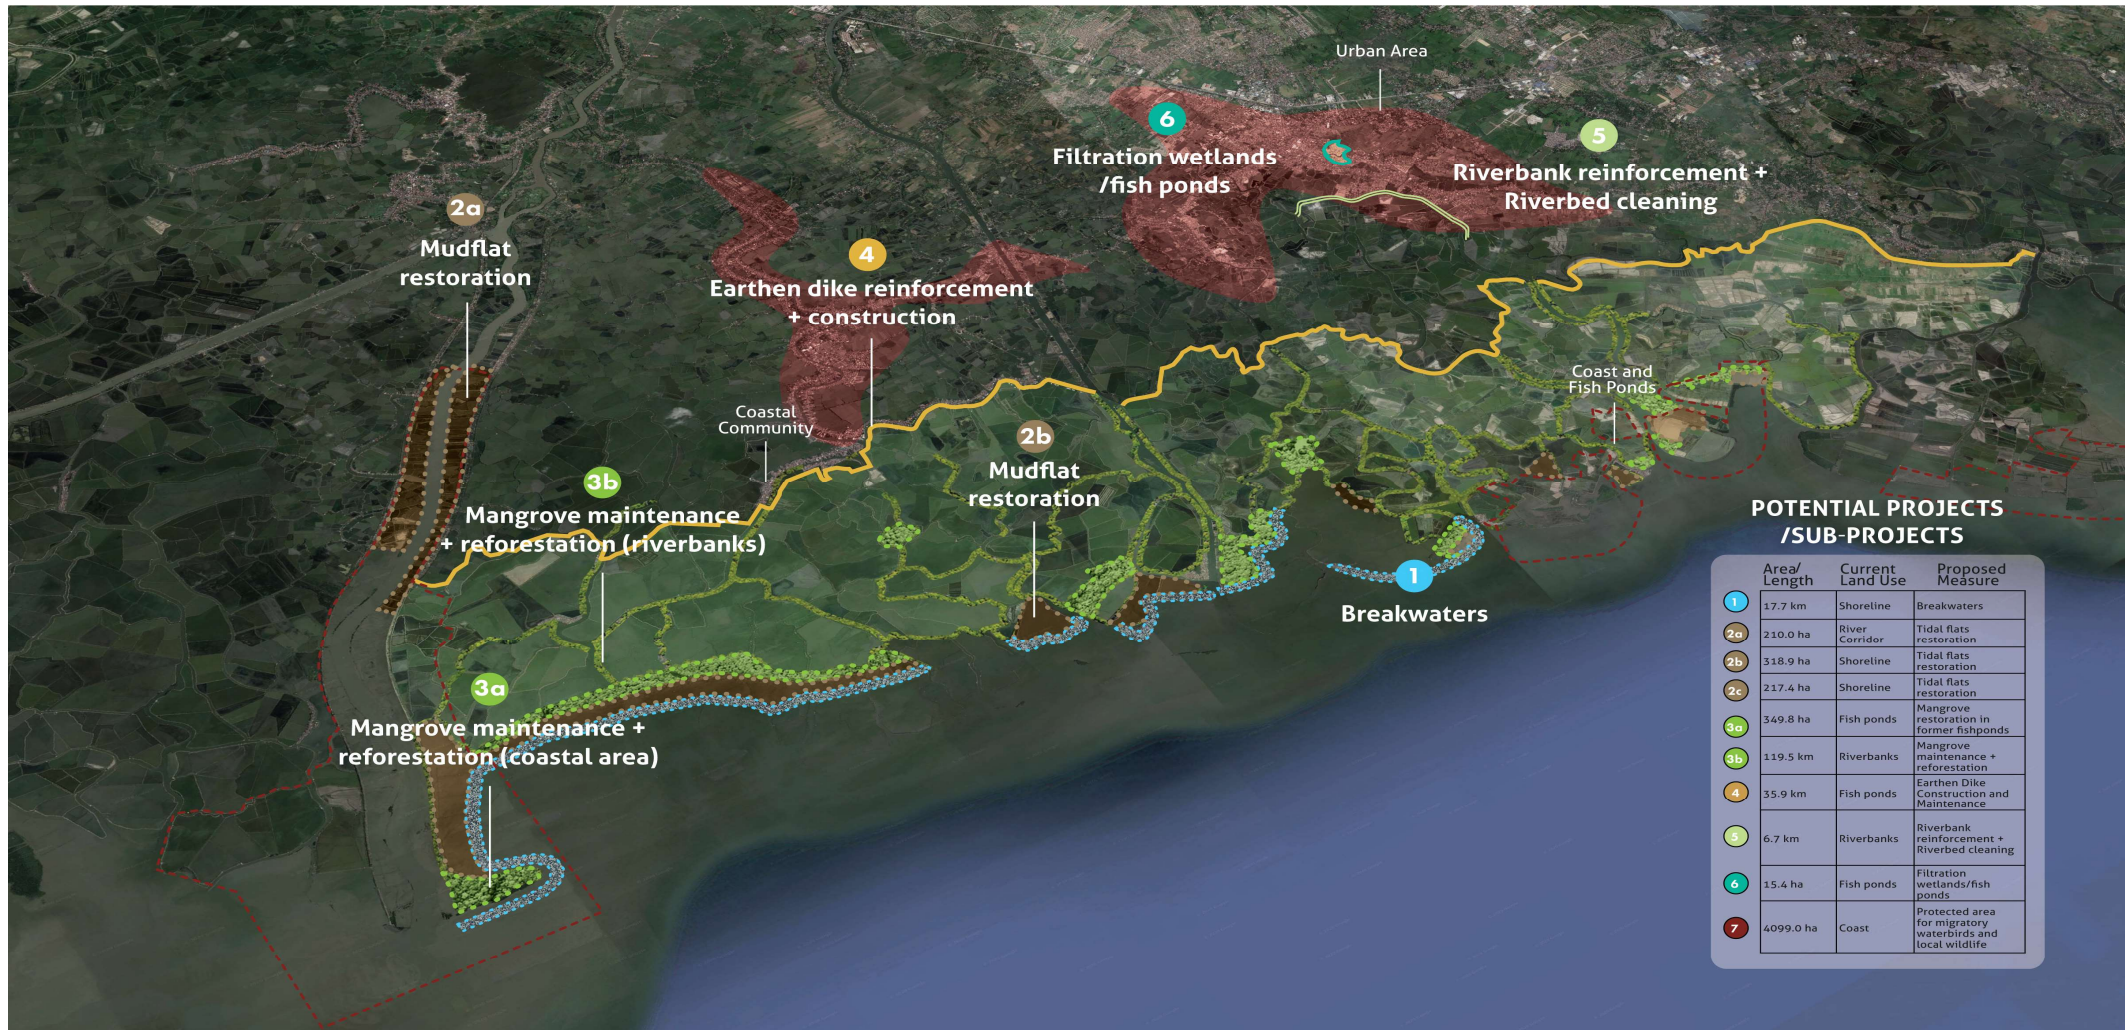 Urban Area
6
Filtration wetlands
/fish ponds
5
Riverbank reinforcement +
Riverbed cleaning
2a
Mudflat
restoration
4
Earthen dike reinforcement
+ construction
Coast and
Fish Ponds
Coastal
Community
2b
Mudflat
restoration
3b
Mangrove maintenance
+ reforestation (riverbanks)
1
Breakwaters
3a
Mangrove maintenance +
reforestation (coastal area)
POTENTIAL PROJECTS
/SUB-PROJECTS
Area/ Current Proposed
Length Land Use Measure
1 17.7 km Shoreline Breakwaters
2a 210.0 ha River Tidal flats
Corridor restoration
2b 318.9 ha Shoreline Tidal flats
restoration
2c 217.4 ha Shoreline Tidal flats
restoration
Mangrove
3a 349.8 ha Fish ponds restoration in
former fishponds
Mangrove
3b 119.5 km Riverbanks maintenance +
reforestation
Earthen Dike
4 35.9 km Fish ponds Construction and
Maintenance
Riverbank
5 6.7 km Riverbanks reinforcement +
Riverbed cleaning
Filtration
6 15.4 ha Fish ponds wetlands/fish
ponds
Protected area
7 4099.0 ha Coast for migratory
waterbirds and
local wildlife